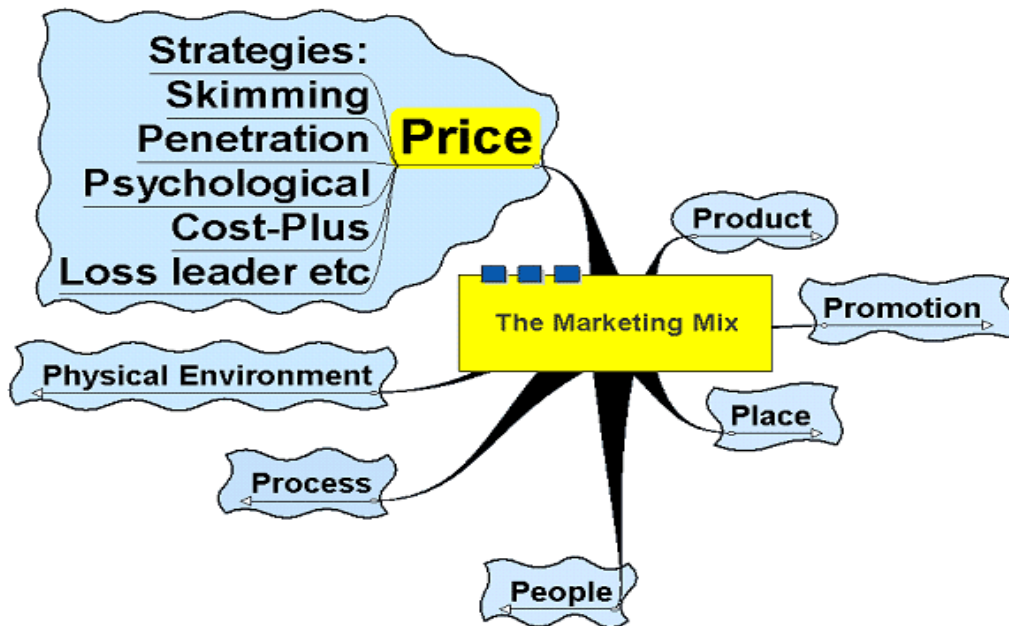 Strategies:
Skimming
Penetration
Psychological
Cost-Plus
Loss leader etc
Price
Product
The Marketing Mix
Promotion
Physical Environment
Place
Process
People